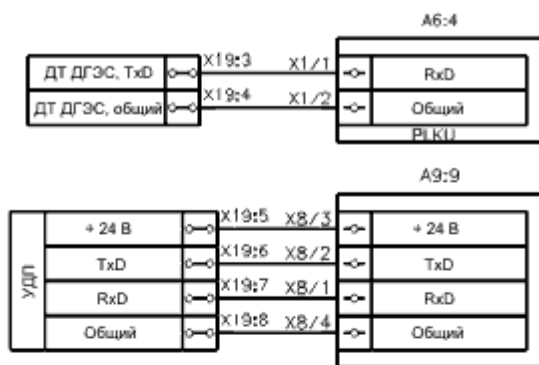 A6:4
ДТ ДГЭС, TxD X19:3 X1/1 RxD
ДТ ДГЭС, общий X19:4 X1/2 Общий
PLKU
A9:9
УДП
+ 24 В X19:5 X8/3 + 24 В
TxD X19:6 X8/2 TxD
RxD X19:7 X8/1 RxD
Общий X19:8 X8/4 Общий